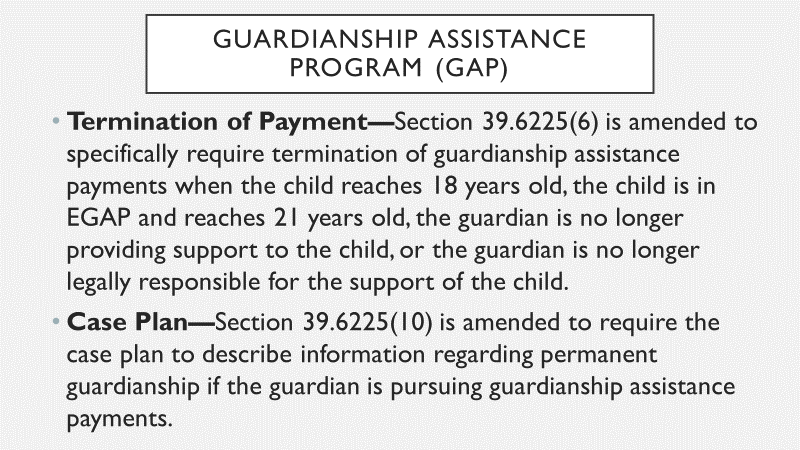 GUARDIANSHIP ASSISTANCE
PROGRAM (GAP)
• Termination of Payment—Section 39.6225(6) is amended to
specifically require termination of guardianship assistance
payments when the child reaches 18 years old, the child is in
EGAP and reaches 21 years old, the guardian is no longer
providing support to the child, or the guardian is no longer
legally responsible for the support of the child.
• Case Plan—Section 39.6225(10) is amended to require the
case plan to describe information regarding permanent
guardianship if the guardian is pursuing guardianship assistance
payments.